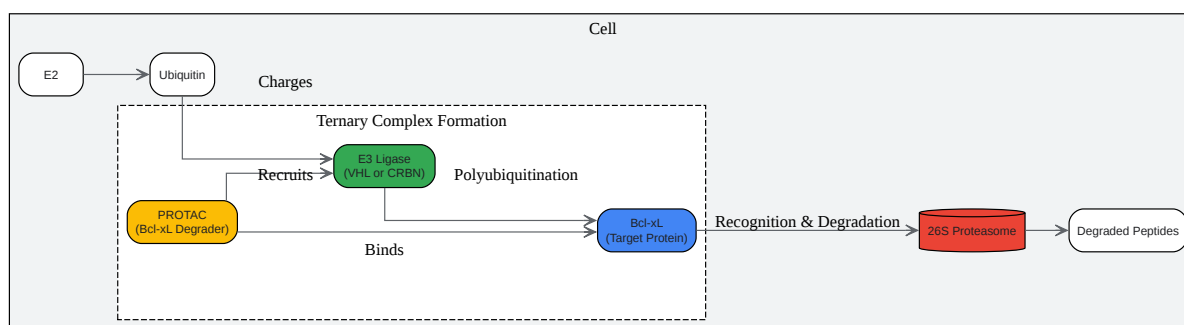 Cell
E2
Ubiquitin
Charges
Ternary Complex Formation
E3 Ligase
(VHL or CRBN)
Recruits
Polyubiquitination
PROTAC
(Bcl-xL Degrader)
Binds
Bcl-xL
(Target Protein)
Recognition & Degradation
26S Proteasome
Degraded Peptides